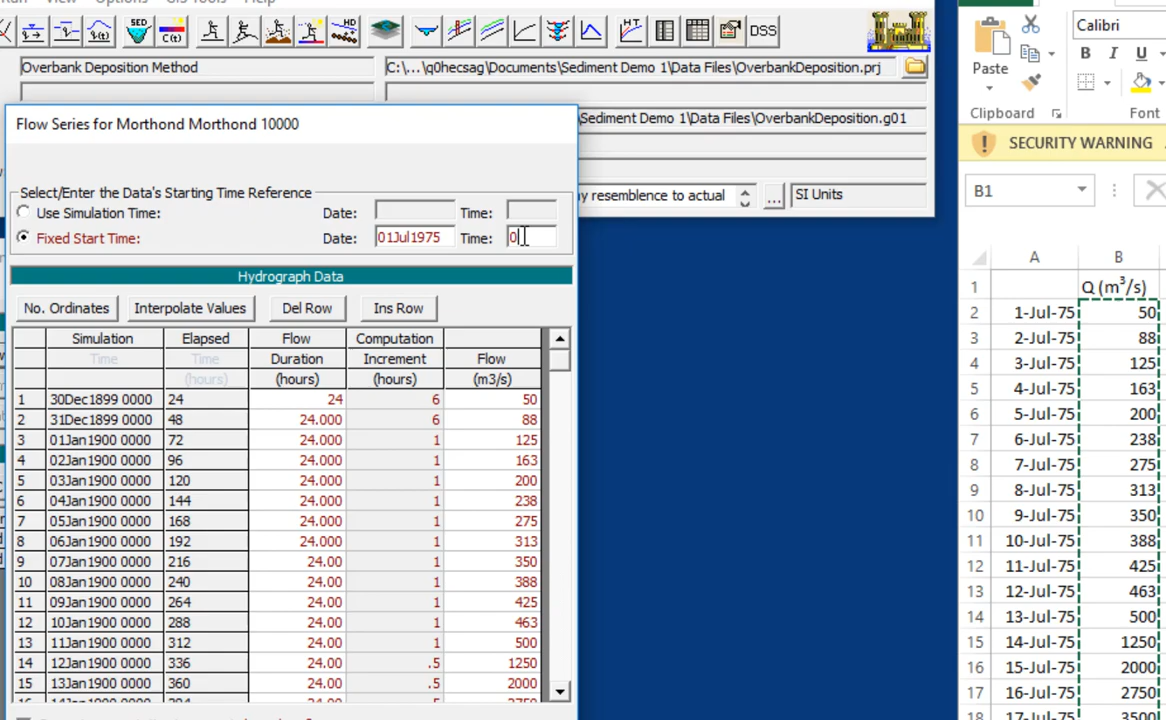 Run View Options GIS Tools Help
SED
C(t)
HD
HT
DSS
Overbank Deposition Method
C:\...\q0hecsag\Documents\Sediment Demo 1\Data Files\OverbankDeposition.prj
Sediment Demo 1\Data Files\OverbankDeposition.g01
y resemblence to actual
...
SI Units
Flow Series for Morthond Morthond 10000
Select/Enter the Data's Starting Time Reference
Use Simulation Time: Date: Time:
Fixed Start Time: Date: 01Jul1975 Time: 0
Hydrograph Data
No. Ordinates Interpolate Values Del Row Ins Row
Simulation Elapsed Flow Computation
Time Time Duration Increment Flow
(hours) (hours) (hours) (m3/s)
1 30Dec1899 0000 24 24 6 50
2 31Dec1899 0000 48 24.000 6 88
3 01Jan1900 0000 72 24.000 1 125
4 02Jan1900 0000 96 24.000 1 163
5 03Jan1900 0000 120 24.000 1 200
6 04Jan1900 0000 144 24.000 1 238
7 05Jan1900 0000 168 24.000 1 275
8 06Jan1900 0000 192 24.000 1 313
9 07Jan1900 0000 216 24.00 1 350
10 08Jan1900 0000 240 24.00 1 388
11 09Jan1900 0000 264 24.00 1 425
12 10Jan1900 0000 288 24.00 1 463
13 11Jan1900 0000 312 24.00 1 500
14 12Jan1900 0000 336 24.00 .5 1250
15 13Jan1900 0000 360 24.00 .5 2000
Calibri
Paste
B I U
Clipboard Font
SECURITY WARNING
B1
A B
1 Q (m³/s)
2 1-Jul-75 50
3 2-Jul-75 88
4 3-Jul-75 125
5 4-Jul-75 163
6 5-Jul-75 200
7 6-Jul-75 238
8 7-Jul-75 275
9 8-Jul-75 313
10 9-Jul-75 350
11 10-Jul-75 388
12 11-Jul-75 425
13 12-Jul-75 463
14 13-Jul-75 500
15 14-Jul-75 1250
16 15-Jul-75 2000
17 16-Jul-75 2750
18 17-Jul-75 3500